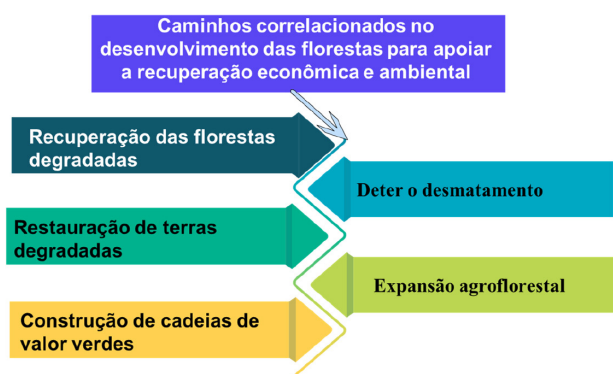 Caminhos correlacionados no
desenvolvimento das florestas para apoiar
a recuperação econômica e ambiental
Recuperação das florestas
degradadas
Deter o desmatamento
Restauração de terras
degradadas
Expansão agroflorestal
Construção de cadeias de
valor verdes